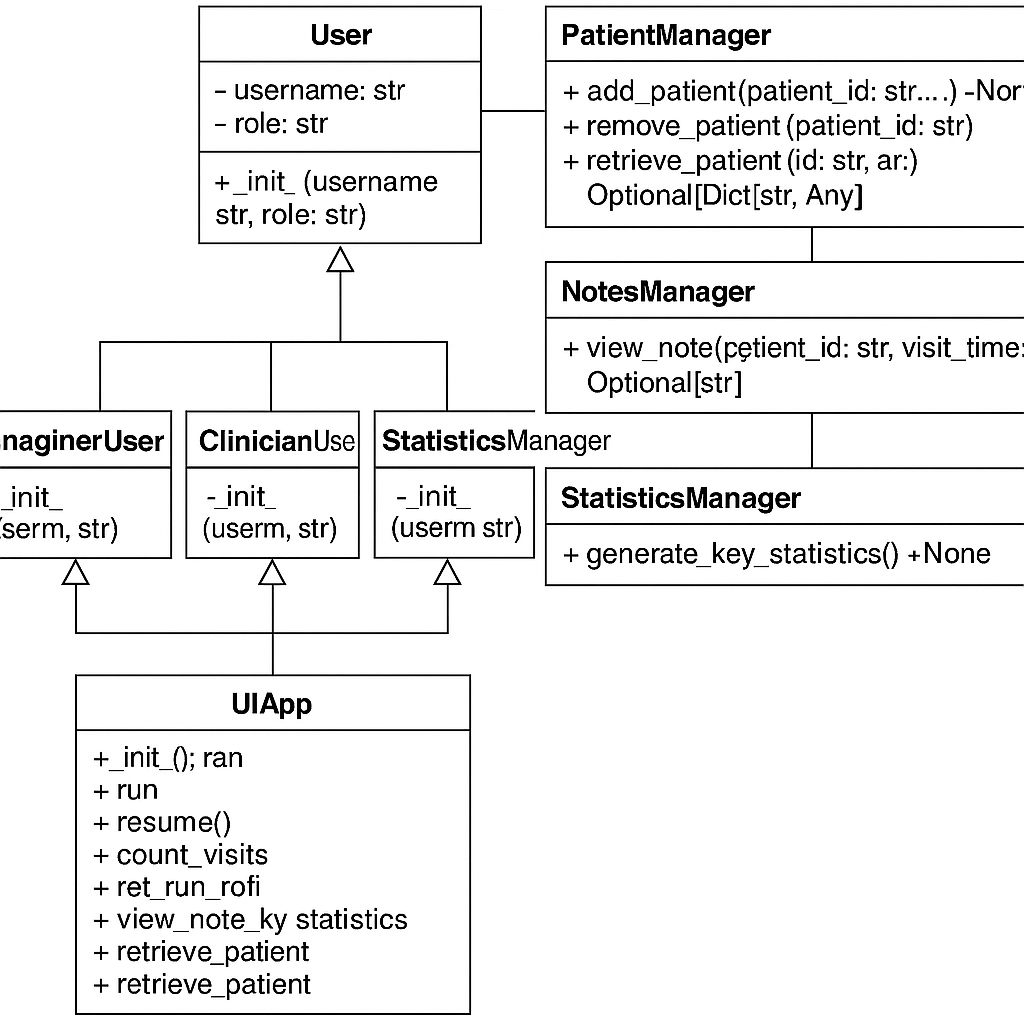 User
– username: str
– role: str
+_init_ (username
str, role: str)
PatientManager
+ add_patient(patient_id: str....) -Nor
+ remove_patient (patient_id: str)
+ retrieve_patient (id: str, ar:)
Optional[Dict[str, Any]
NotesManager
+ view_note(petient_id: str, visit_time:
Optional[str]
StatisticsManager
+ generate_key_statistics() +None
naginerUser
_init_
(serm, str)
ClinicianUse
-_init_
(userm, str)
StatisticsManager
-_init_
(userm str)
UIApp
+_init_(); ran
+ run
+ resume()
+ count_visits
+ ret_run_rofi
+ view_note_ky statistics
+ retrieve_patient
+ retrieve_patient